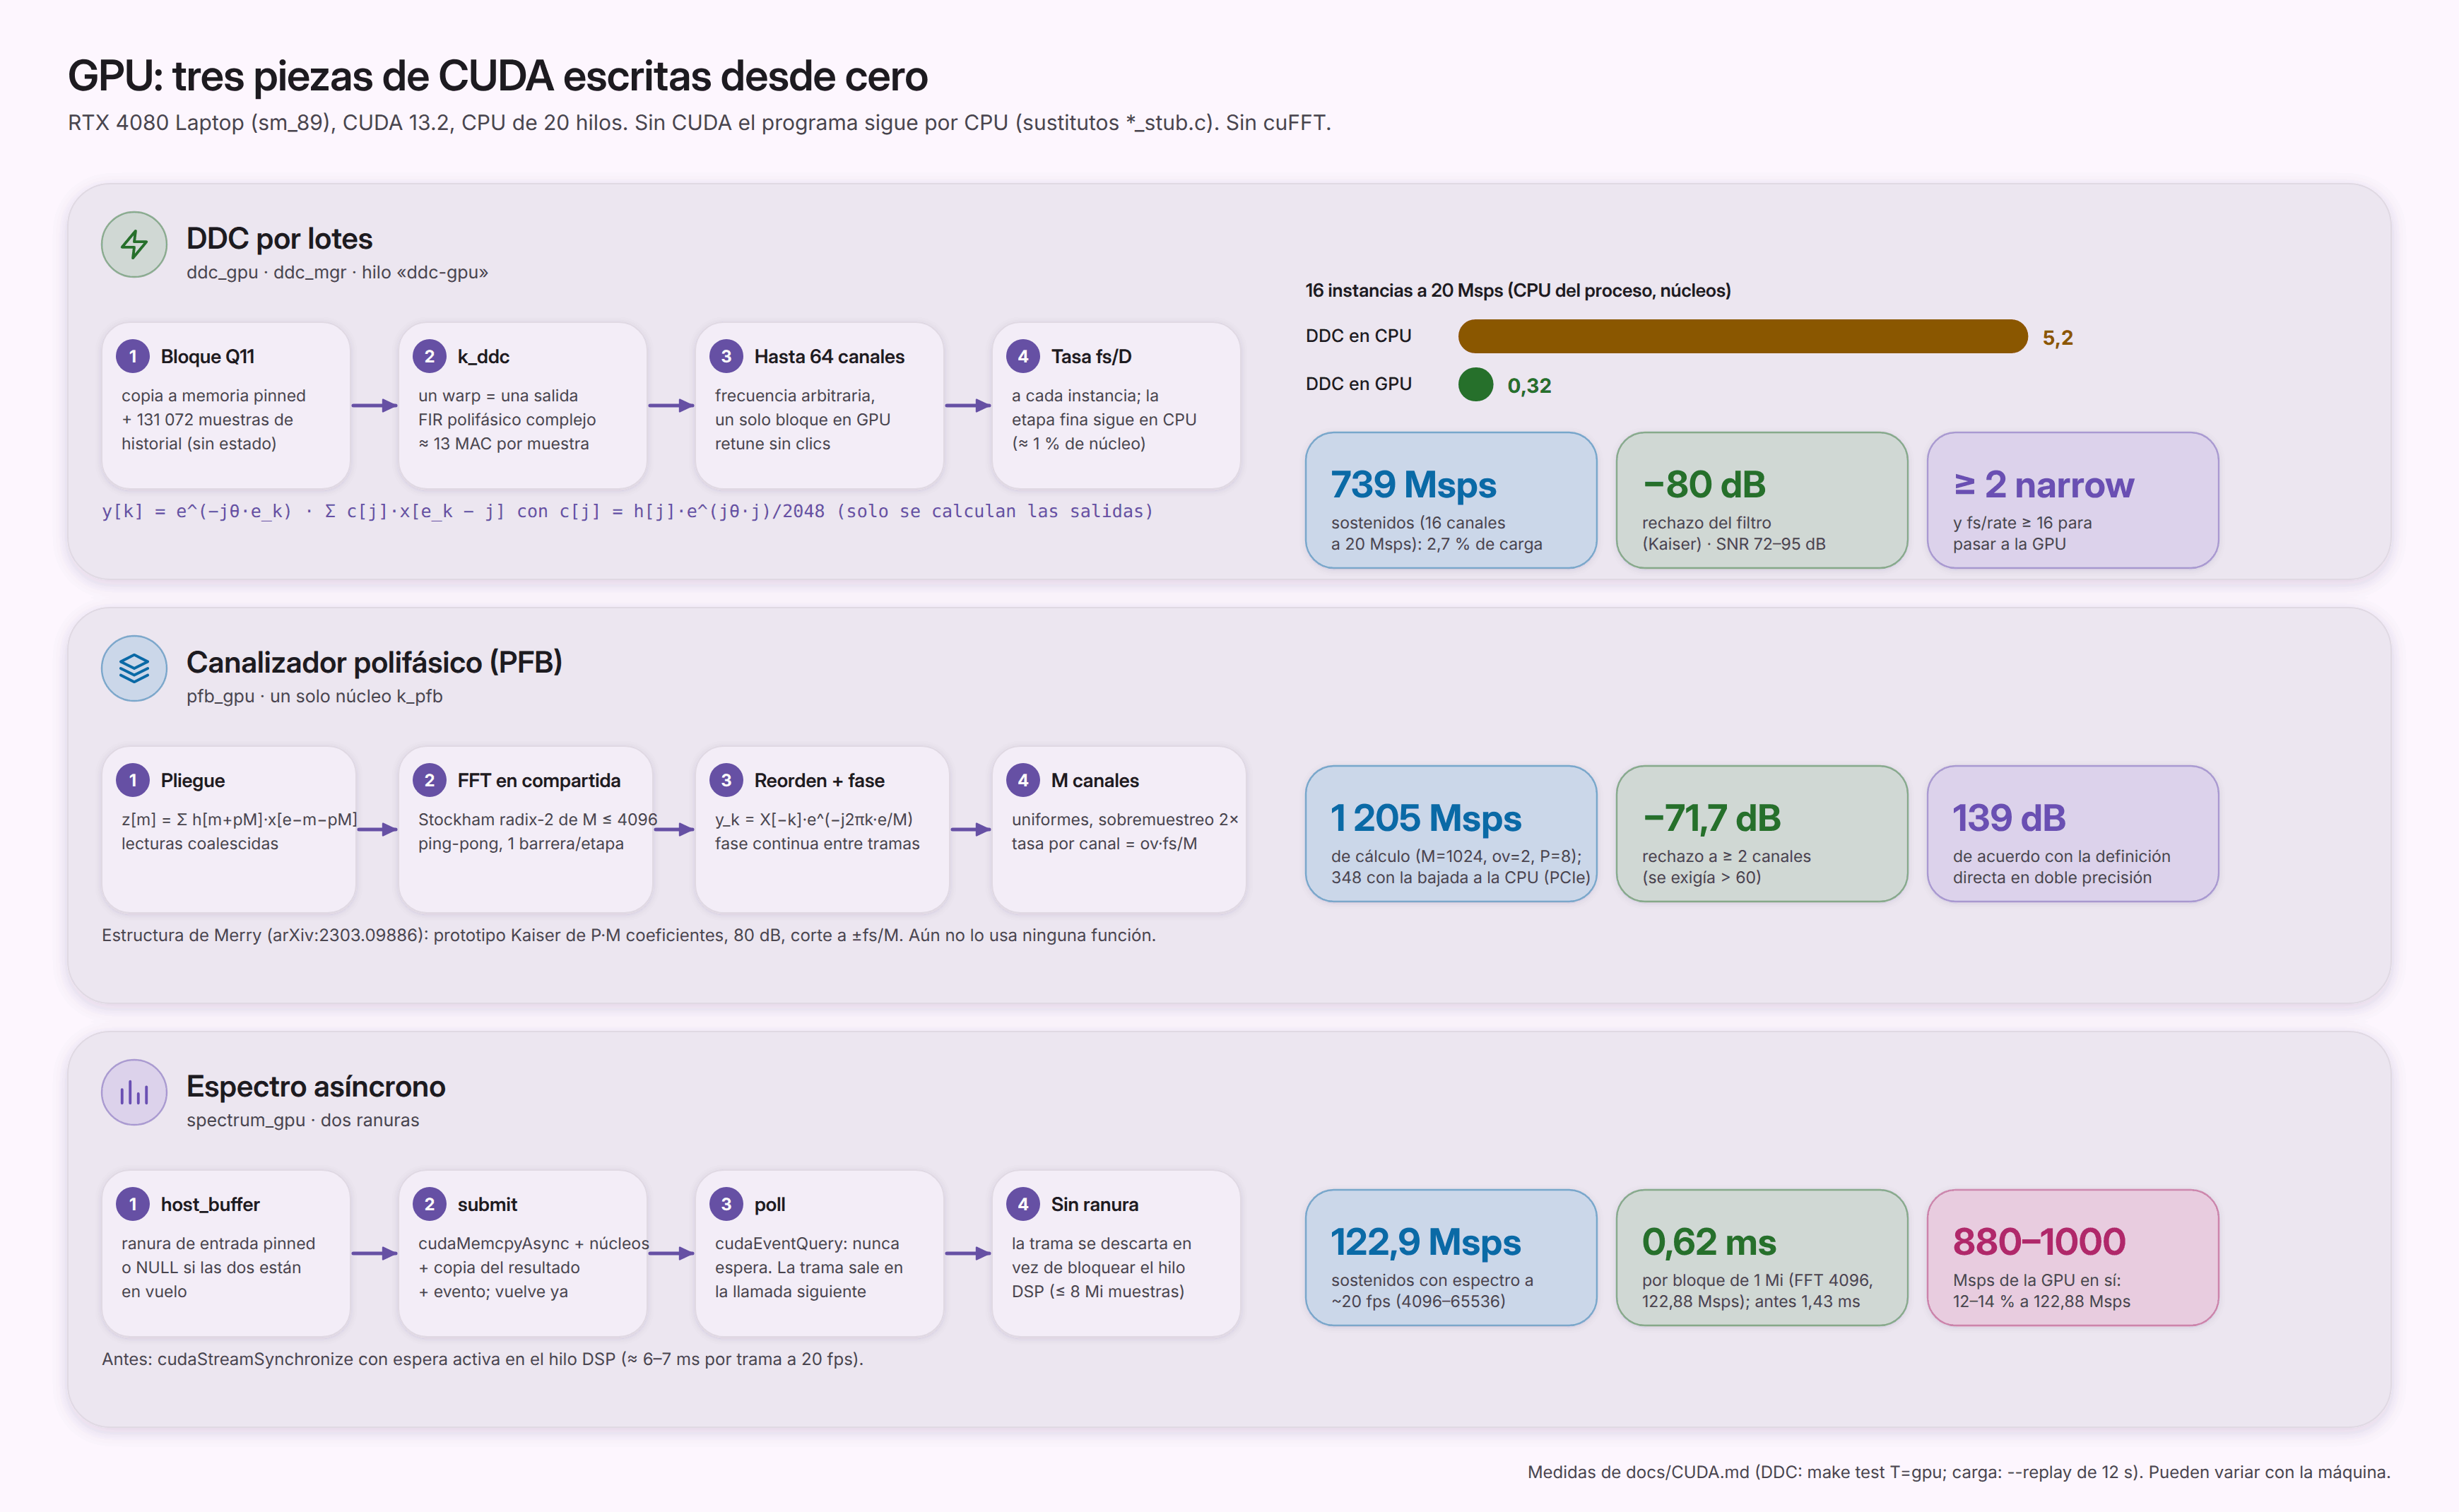 GPU: tres piezas de CUDA escritas desde cero
RTX 4080 Laptop (sm_89), CUDA 13.2, CPU de 20 hilos. Sin CUDA el programa sigue por CPU (sustitutos *_stub.c). Sin cuFFT.
DDC por lotes
ddc_gpu · ddc_mgr · hilo «ddc-gpu»
1 Bloque Q11
copia a memoria pinned
+ 131 072 muestras de
historial (sin estado)
2 k_ddc
un warp = una salida
FIR polifásico complejo
≈ 13 MAC por muestra
3 Hasta 64 canales
frecuencia arbitraria,
un solo bloque en GPU
retune sin clics
4 Tasa fs/D
a cada instancia; la
etapa fina sigue en CPU
(≈ 1 % de núcleo)
y[k] = e^(−jθ·e_k) · Σ c[j]·x[e_k − j] con c[j] = h[j]·e^(jθ·j)/2048 (solo se calculan las salidas)
16 instancias a 20 Msps (CPU del proceso, núcleos)
DDC en CPU 5,2
DDC en GPU 0,32
739 Msps
sostenidos (16 canales
a 20 Msps): 2,7 % de carga
−80 dB
rechazo del filtro
(Kaiser) · SNR 72–95 dB
≥ 2 narrow
y fs/rate ≥ 16 para
pasar a la GPU
Canalizador polifásico (PFB)
pfb_gpu · un solo núcleo k_pfb
1 Pliegue
z[m] = Σ h[m+pM]·x[e−m−pM]
lecturas coalescidas
2 FFT en compartida
Stockham radix-2 de M ≤ 4096
ping-pong, 1 barrera/etapa
3 Reorden + fase
y_k = X[−k]·e^(−j2πk·e/M)
fase continua entre tramas
4 M canales
uniformes, sobremuestreo 2×
tasa por canal = ov·fs/M
Estructura de Merry (arXiv:2303.09886): prototipo Kaiser de P·M coeficientes, 80 dB, corte a ±fs/M. Aún no lo usa ninguna función.
1 205 Msps
de cálculo (M=1024, ov=2, P=8);
348 con la bajada a la CPU (PCIe)
−71,7 dB
rechazo a ≥ 2 canales
(se exigía > 60)
139 dB
de acuerdo con la definición
directa en doble precisión
Espectro asíncrono
spectrum_gpu · dos ranuras
1 host_buffer
ranura de entrada pinned
o NULL si las dos están
en vuelo
2 submit
cudaMemcpyAsync + núcleos
+ copia del resultado
+ evento; vuelve ya
3 poll
cudaEventQuery: nunca
espera. La trama sale en
la llamada siguiente
4 Sin ranura
la trama se descarta en
vez de bloquear el hilo
DSP (≤ 8 Mi muestras)
Antes: cudaStreamSynchronize con espera activa en el hilo DSP (≈ 6–7 ms por trama a 20 fps).
122,9 Msps
sostenidos con espectro a
~20 fps (4096–65536)
0,62 ms
por bloque de 1 Mi (FFT 4096,
122,88 Msps); antes 1,43 ms
880–1000
Msps de la GPU en sí:
12–14 % a 122,88 Msps
Medidas de docs/CUDA.md (DDC: make test T=gpu; carga: --replay de 12 s). Pueden variar con la máquina.